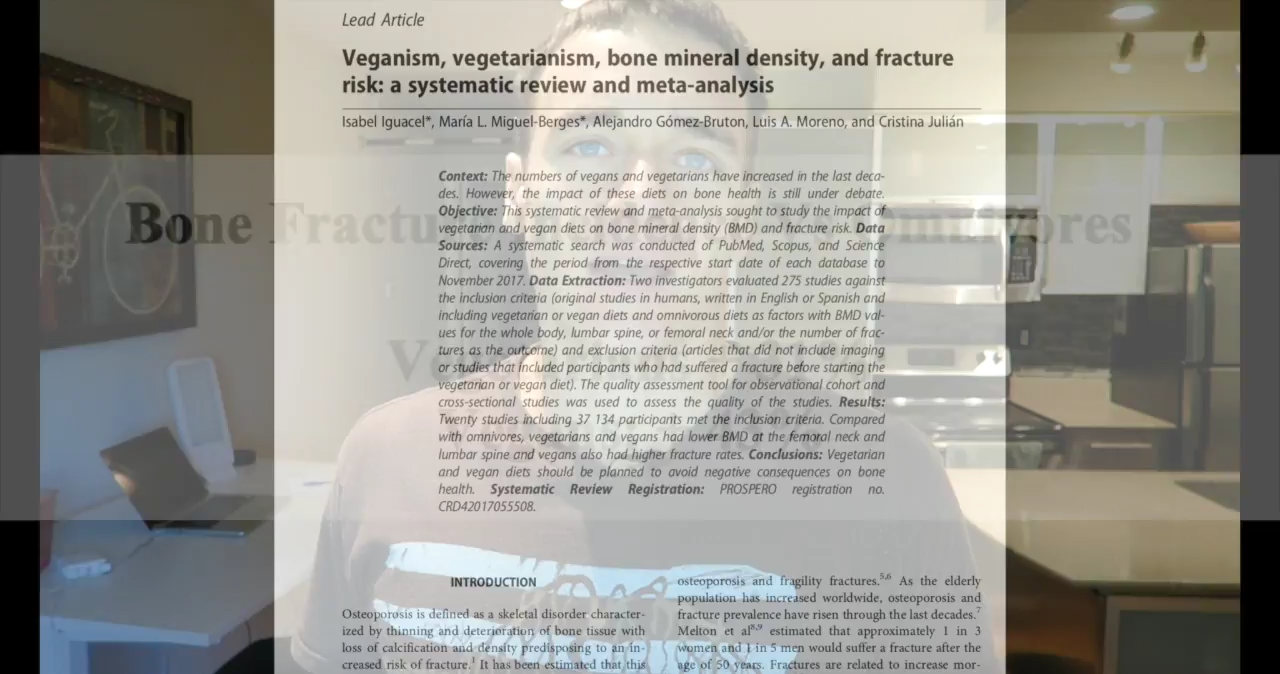 Lead Article
Veganism, vegetarianism, bone mineral density, and fracture
risk: a systematic review and meta-analysis
Isabel Iguacel*, María L. Miguel-Berges*, Alejandro Gómez-Bruton, Luis A. Moreno, and Cristina Julián
Context: The numbers of vegans and vegetarians have increased in the last deca-
des. However, the impact of these diets on bone health is still under debate.
Objective: This systematic review and meta-analysis sought to study the impact of
vegetarian and vegan diets on bone mineral density (BMD) and fracture risk. Data
Sources: A systematic search was conducted of PubMed, Scopus, and Science
Direct, covering the period from the respective start date of each database to
November 2017. Data Extraction: Two investigators evaluated 275 studies against
the inclusion criteria (original studies in humans, written in English or Spanish and
including vegetarian or vegan diets and omnivorous diets as factors with BMD val-
ues for the whole body, lumbar spine, or femoral neck and/or the number of frac-
tures as the outcome) and exclusion criteria (articles that did not include imaging
or studies that included participants who had suffered a fracture before starting the
vegetarian or vegan diet). The quality assessment tool for observational cohort and
cross-sectional studies was used to assess the quality of the studies. Results:
Twenty studies including 37 134 participants met the inclusion criteria. Compared
with omnivores, vegetarians and vegans had lower BMD at the femoral neck and
lumbar spine and vegans also had higher fracture rates. Conclusions: Vegetarian
and vegan diets should be planned to avoid negative consequences on bone
health. Systematic Review Registration: PROSPERO registration no.
CRD42017055508.
Bone Omnivores
INTRODUCTION
Osteoporosis is defined as a skeletal disorder character-
ized by thinning and deterioration of bone tissue with
loss of calcification and density predisposing to an in-
creased risk of fracture.1 It has been estimated that this
osteoporosis and fragility fractures.5,6 As the elderly
population has increased worldwide, osteoporosis and
fracture prevalence have risen through the last decades.7
Melton et al8,9 estimated that approximately 1 in 3
women and 1 in 5 men would suffer a fracture after the
age of 50 years. Fractures are related to increase mor-